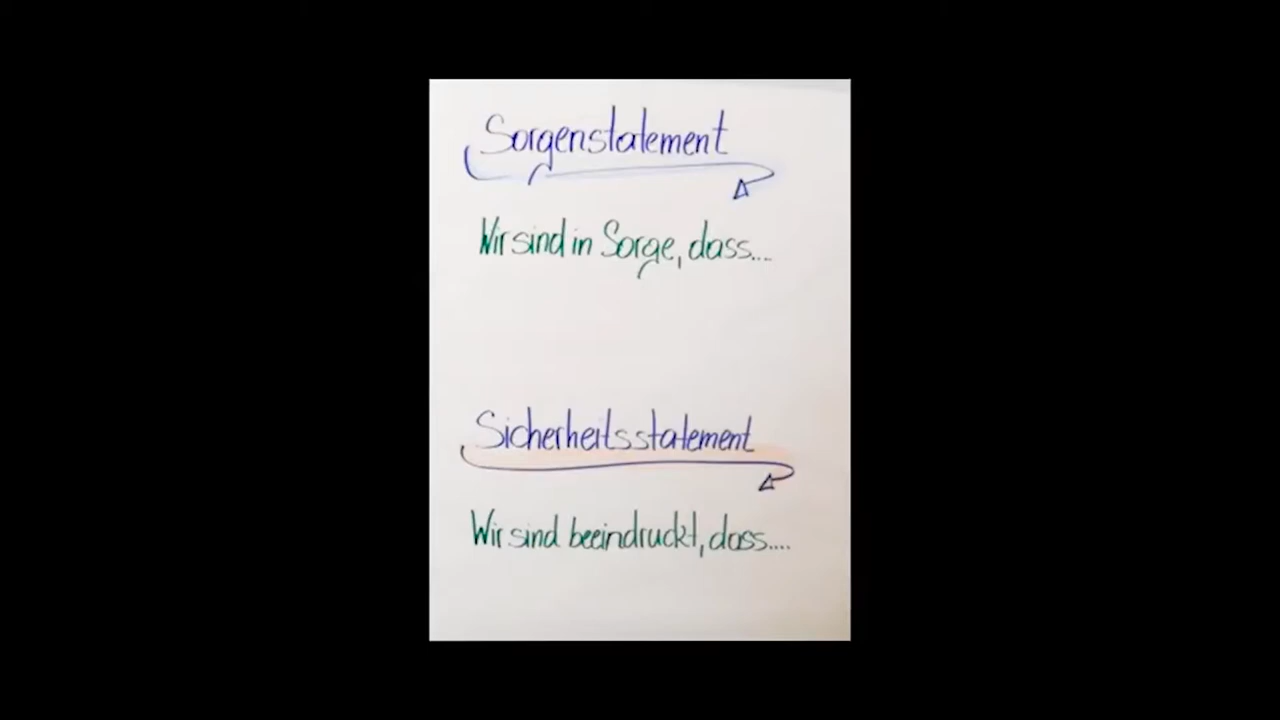 Sorgenstatement
Wir sind in Sorge, dass...
Sicherheitsstatement
Wir sind beeindruckt, dass....